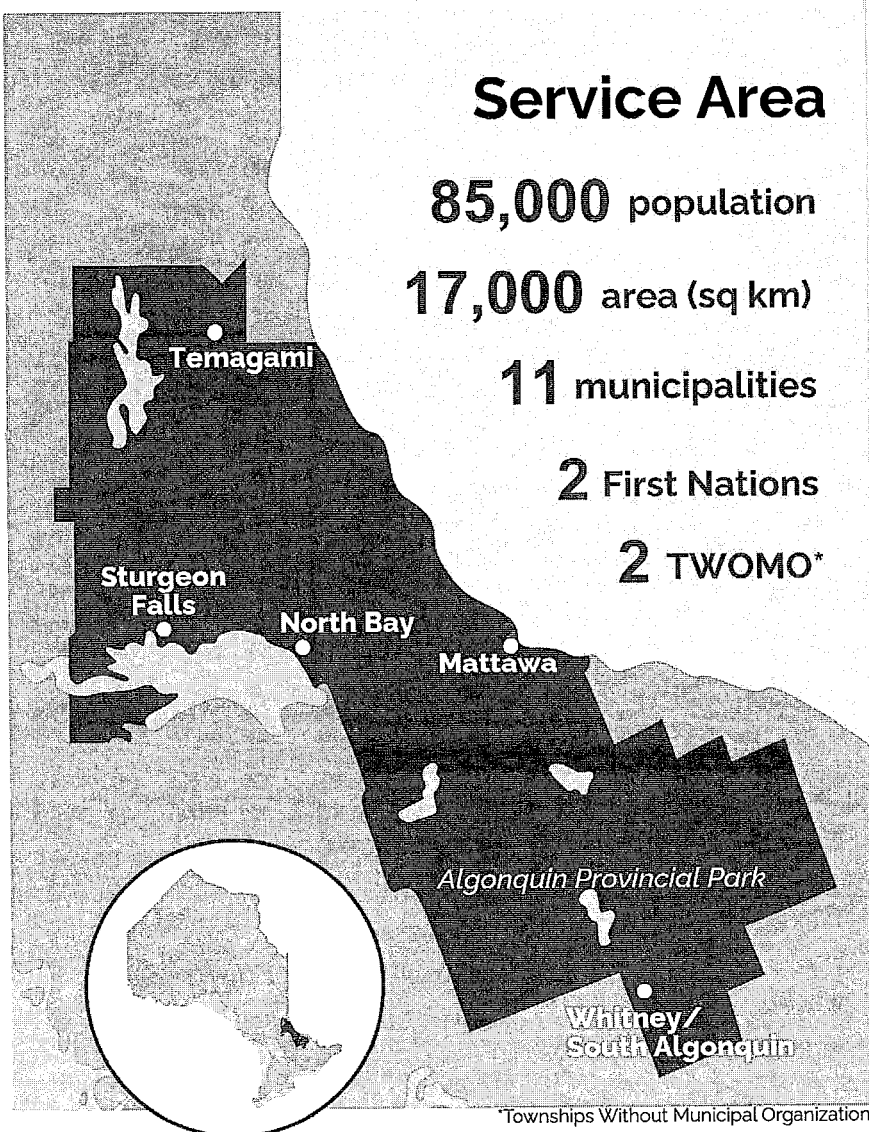 Service Area
85,000 population
17,000 area (sq km)
11 municipalities
2 First Nations
2 TWOMO*
Temagami
Sturgeon
Falls
North Bay
Mattawa
Algonquin Provincial Park
Whitney/
South Algonquin
*Townships Without Municipal Organization